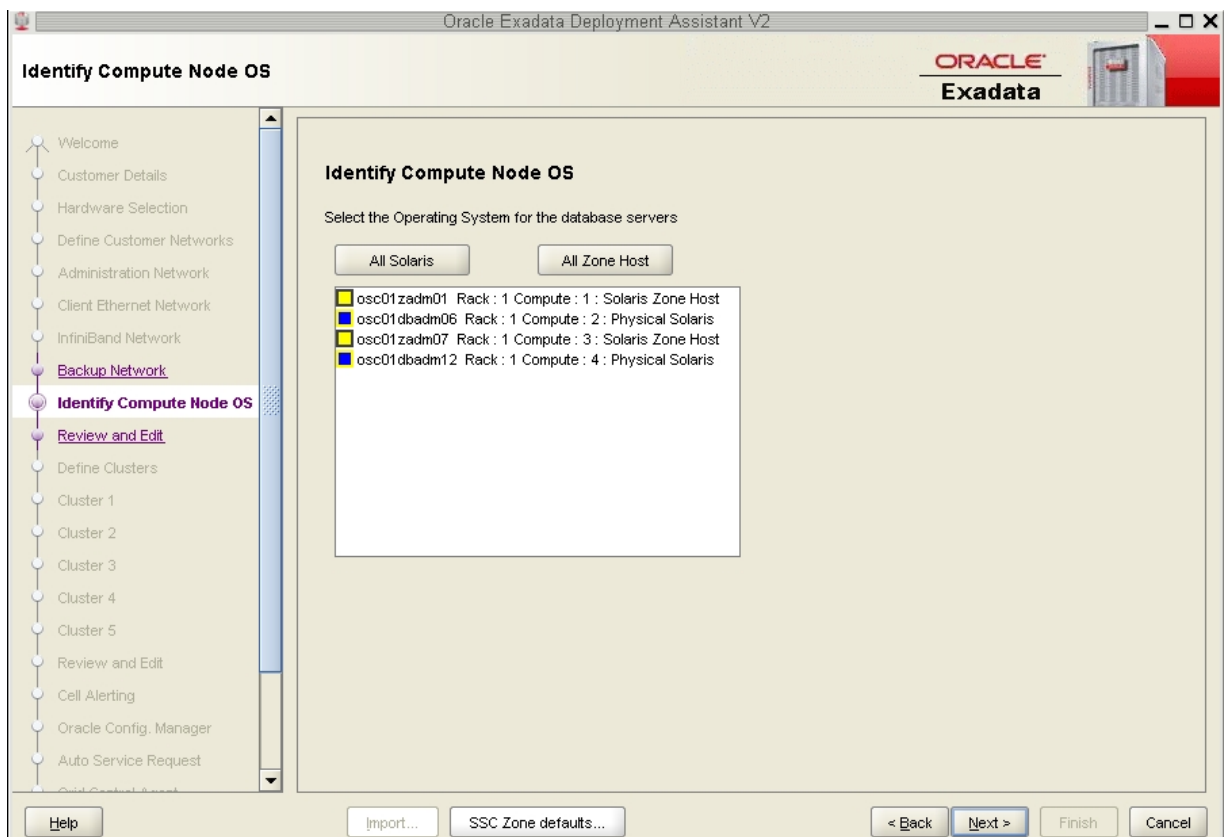 Oracle Exadata Deployment Assistant V2
Identify Compute Node OS
ORACLE
Exadata
Welcome
Customer Details
Hardware Selection
Define Customer Networks
Administration Network
Client Ethernet Network
InfiniBand Network
Backup Network
Identify Compute Node OS
Review and Edit
Define Clusters
Cluster 1
Cluster 2
Cluster 3
Cluster 4
Cluster 5
Review and Edit
Cell Alerting
Oracle Config. Manager
Auto Service Request
Grid Control Agent
Identify Compute Node OS
Select the Operating System for the database servers
All Solaris All Zone Host
osc01zadm01 Rack : 1 Compute : 1 : Solaris Zone Host
osc01dbadm06 Rack : 1 Compute : 2 : Physical Solaris
osc01zadm07 Rack : 1 Compute : 3 : Solaris Zone Host
osc01dbadm12 Rack : 1 Compute : 4 : Physical Solaris
Help Import... SSC Zone defaults... < Back Next > Finish Cancel